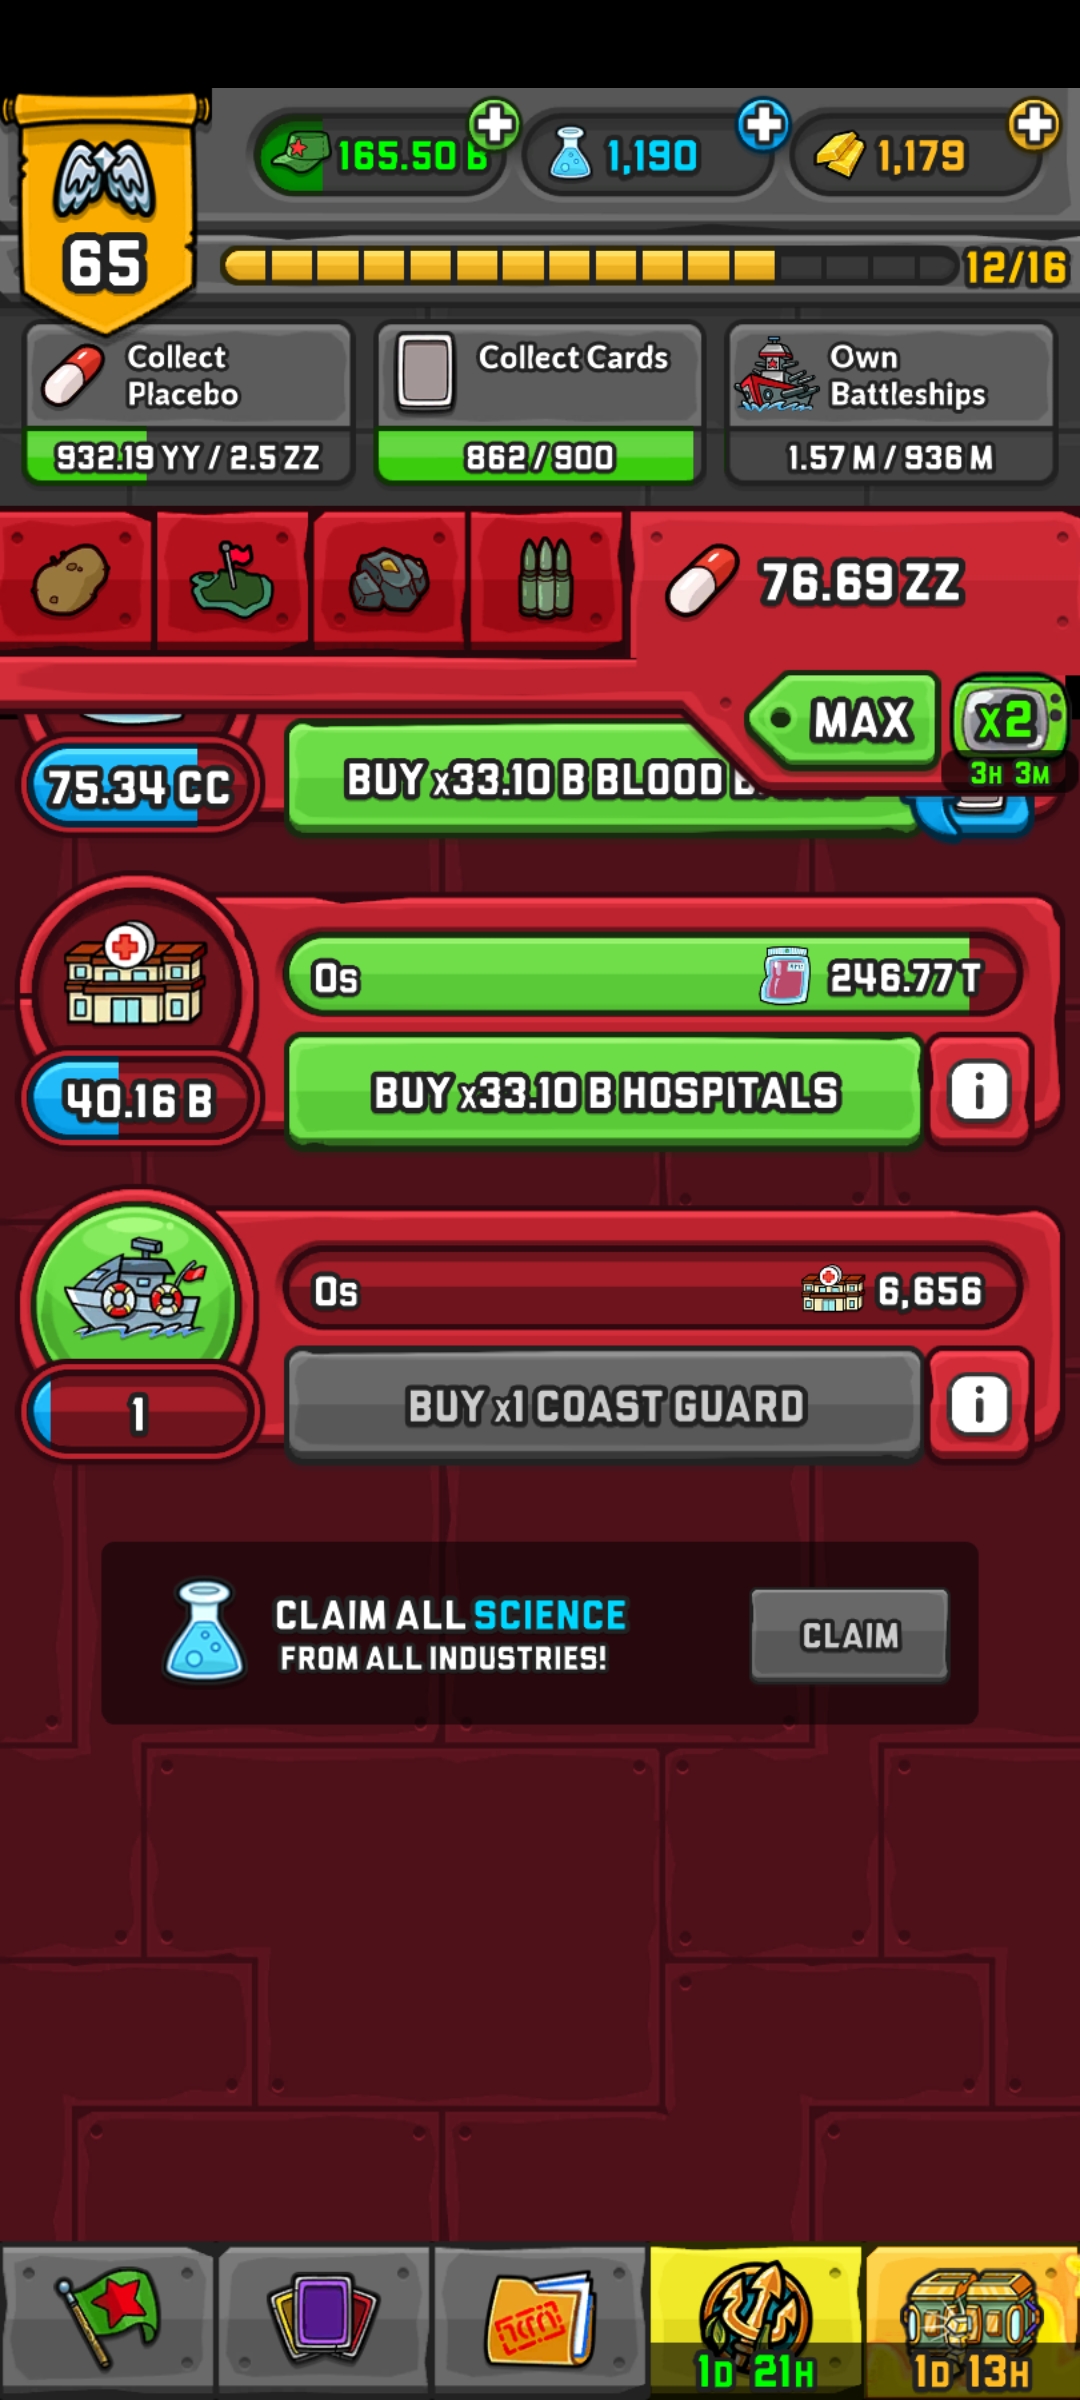 165.50 B
1,190
1,179
65
12/16
Collect
Placebo
Collect Cards
Own
Battleships
932.19 YY / 2.5 ZZ
862/900
1.57 M / 936 M
76.69 ZZ
MAX
x2
3H 3M
75.34 CC
BUY x33.10 B BLOOD
0s
246.77 T
40.16 B
BUY x33.10 B HOSPITALS
i
0s
6,656
1
BUY x1 COAST GUARD
i
CLAIM ALL SCIENCE
FROM ALL INDUSTRIES!
CLAIM
1D 21H
1D 13H